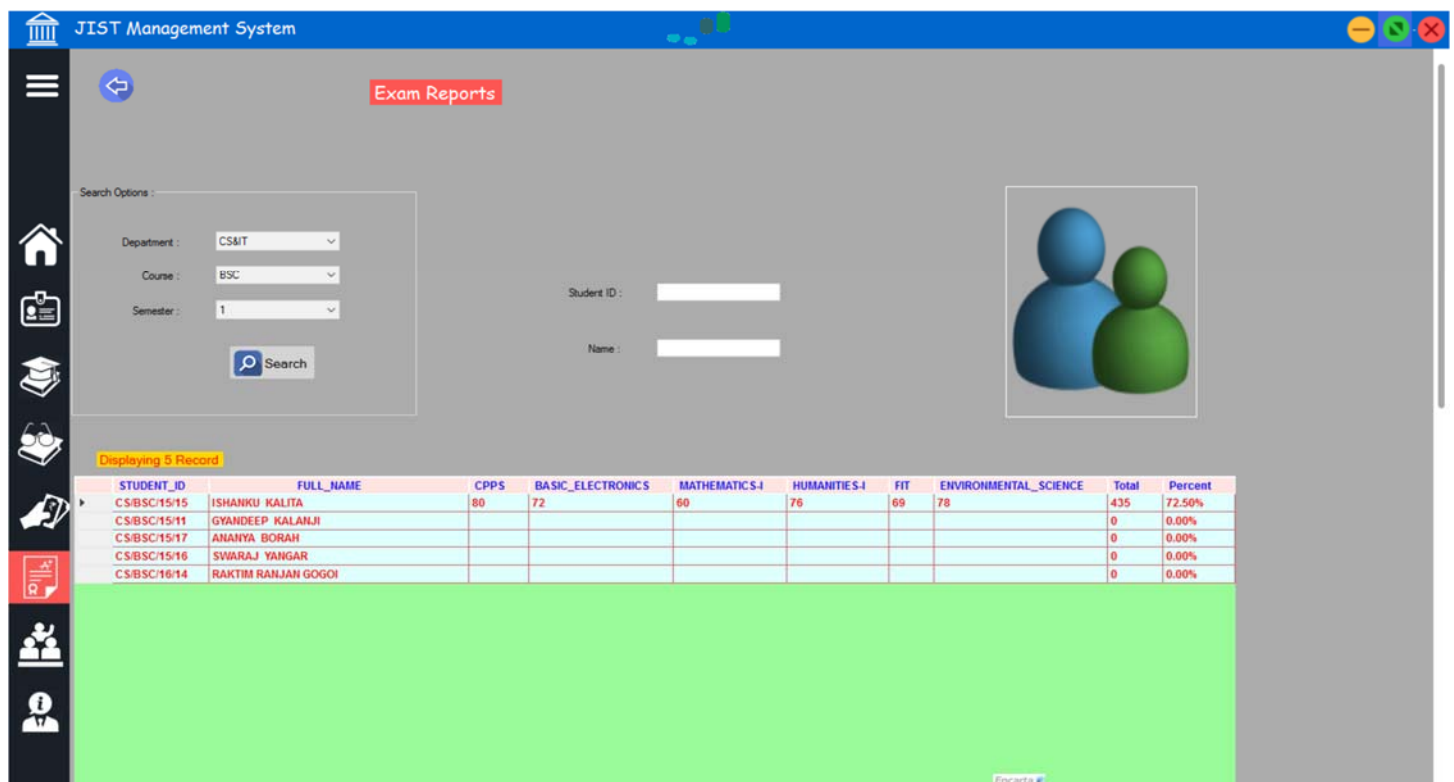 JIST Management System
Exam Reports
Search Options :
Department : CS&IT
Course : BSC
Semester : 1
Search
Student ID :
Name :
Displaying 5 Record
STUDENT_ID FULL_NAME CPPS BASIC_ELECTRONICS MATHEMATICS-I HUMANITIES-I FIT ENVIRONMENTAL_SCIENCE Total Percent
CS/BSC/15/15 ISHANKU KALITA 80 72 60 76 69 78 435 72.50%
CS/BSC/15/11 GYANDEEP KALANJI 0 0.00%
CS/BSC/15/17 ANANYA BORAH 0 0.00%
CS/BSC/15/16 SWARAJ YANGAR 0 0.00%
CS/BSC/16/14 RAKTIM RANJAN GOGOI 0 0.00%
Encarta